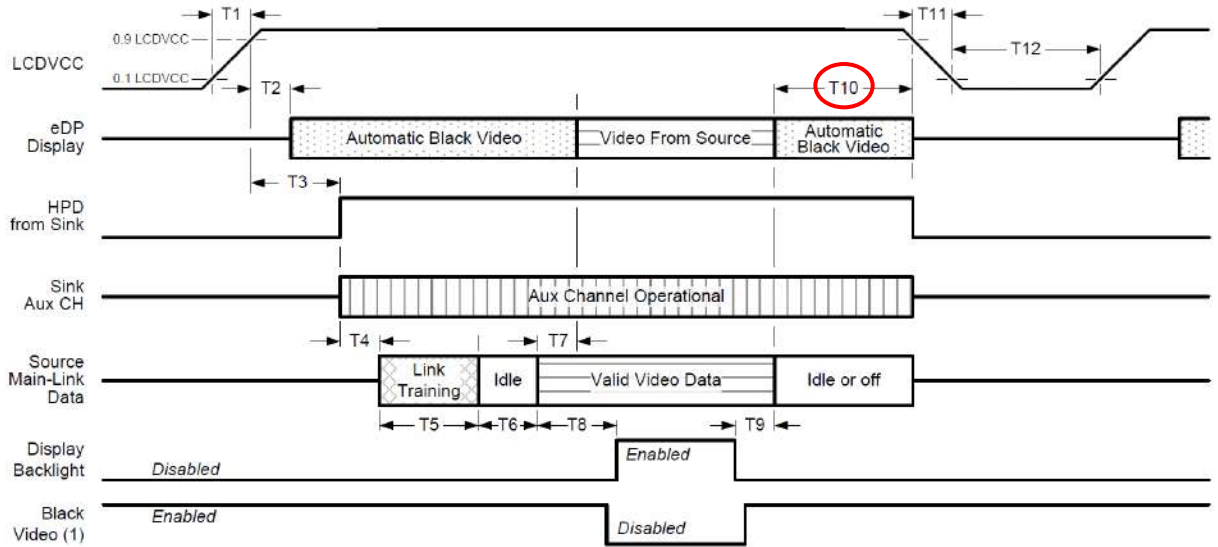 T1
T11
0.9 LCDVCC
LCDVCC
0.1 LCDVCC
T12
T2
T10
eDP
Display
Automatic Black Video
Video From Source
Automatic
Black Video
T3
HPD
from Sink
Sink
Aux CH
Aux Channel Operational
T4
T7
Source
Main-Link
Data
Link
Training
Idle
Valid Video Data
Idle or off
T5
T6
T8
T9
Display
Backlight
Disabled
Enabled
Black
Video (1)
Enabled
Disabled